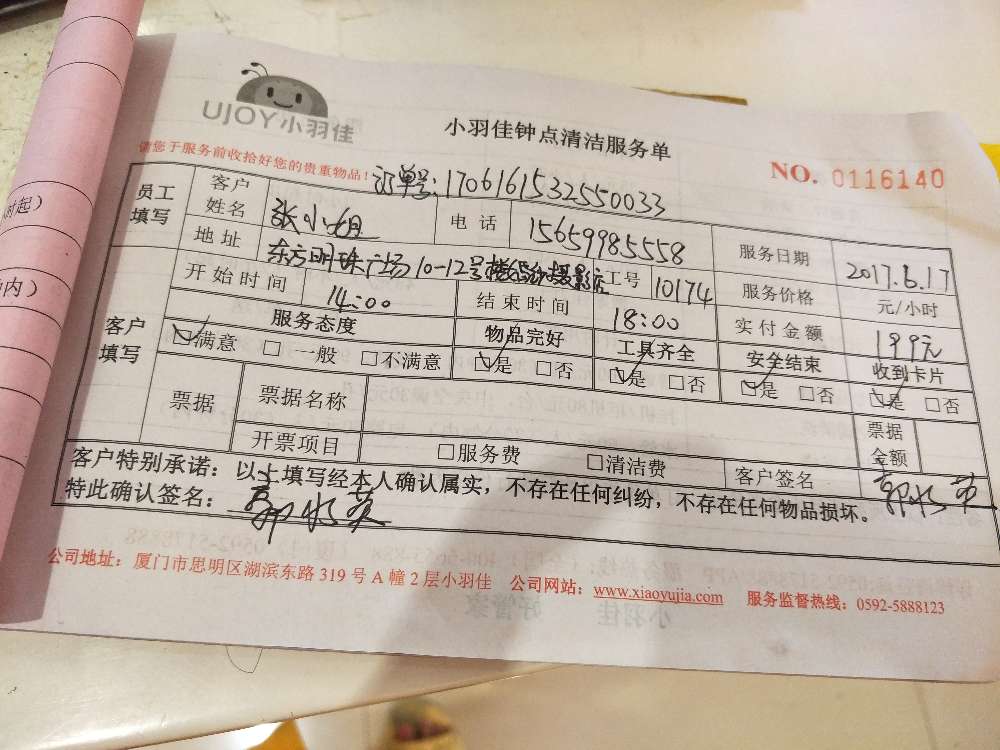 UJOY小羽佳
小羽佳钟点清洁服务单
请您于服务前收拾好您的贵重物品!
NO. 0116140
订单号:1706161532550033
员工填写 客户姓名 张小姐 电话 15659985558 服务日期 2017.6.17
地址 东方明珠广场10-12号楼 摄影店 工号 10174 服务价格 元/小时
客户填写 开始时间 14:00 结束时间 18:00 实付金额 199元
服务态度 物品完好 工具齐全 安全结束 收到卡片
☑满意 □一般 □不满意 ☑是 □否 ☑是 □否 ☑是 □否 ☑是 □否
票据 票据名称 票据金额
开票项目 □服务费 □清洁费 客户签名 郭水英
客户特别承诺:以上填写经本人确认属实,不存在任何纠纷,不存在任何物品损坏。
特此确认签名: 郭水英
公司地址:厦门市思明区湖滨东路319号A幢2层小羽佳 公司网站:www.xiaoyujia.com 服务监督热线:0592-5888123